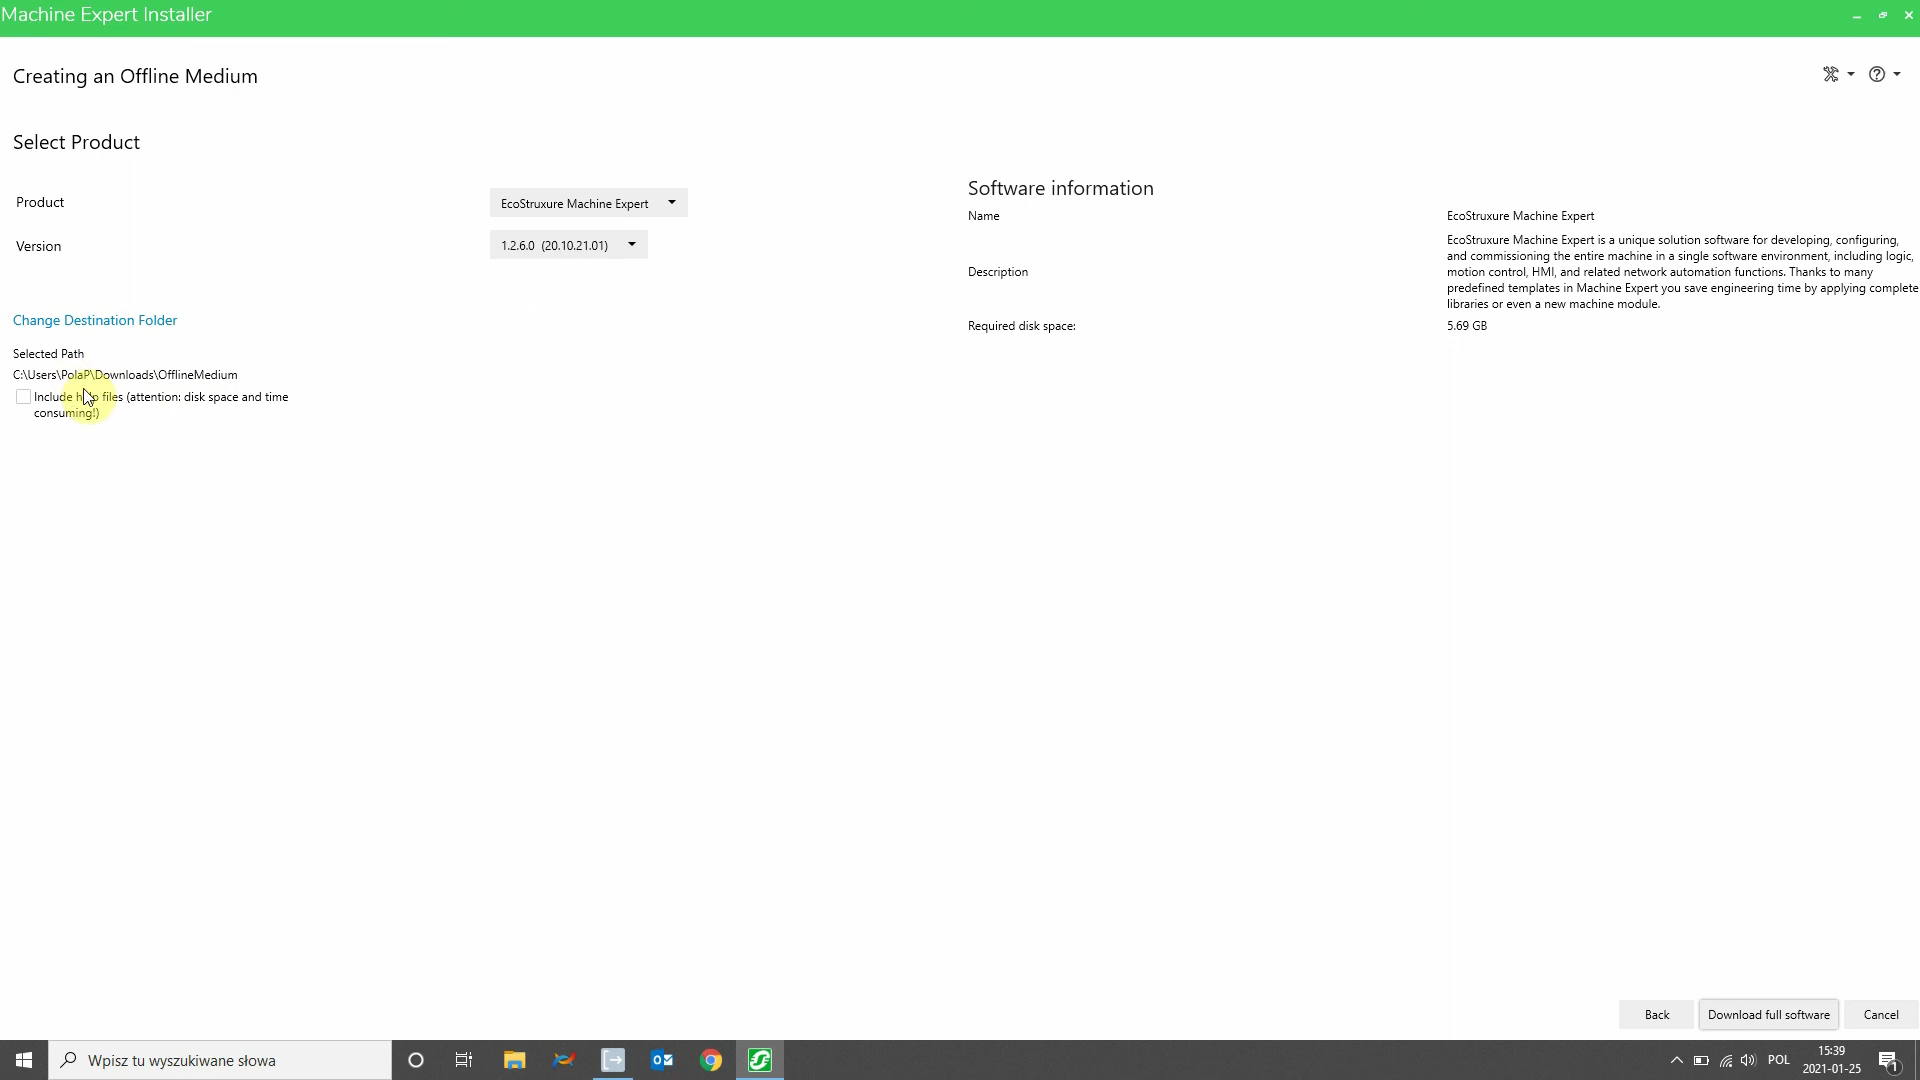 Machine Expert Installer
Creating an Offline Medium
Select Product
Product
EcoStruxure Machine Expert
Version
1.2.6.0 (20.10.21.01)
Change Destination Folder
Selected Path
C:\Users\PolaP\Downloads\OfflineMedium
Include help files (attention: disk space and time
consuming!)
Software information
Name
EcoStruxure Machine Expert
Description
EcoStruxure Machine Expert is a unique solution software for developing, configuring,
and commissioning the entire machine in a single software environment, including logic,
motion control, HMI, and related network automation functions. Thanks to many
predefined templates in Machine Expert you save engineering time by applying complete
libraries or even a new machine module.
Required disk space:
5.69 GB
Back
Download full software
Cancel
Wpisz tu wyszukiwane słowa
POL
15:39
2021-01-25
1